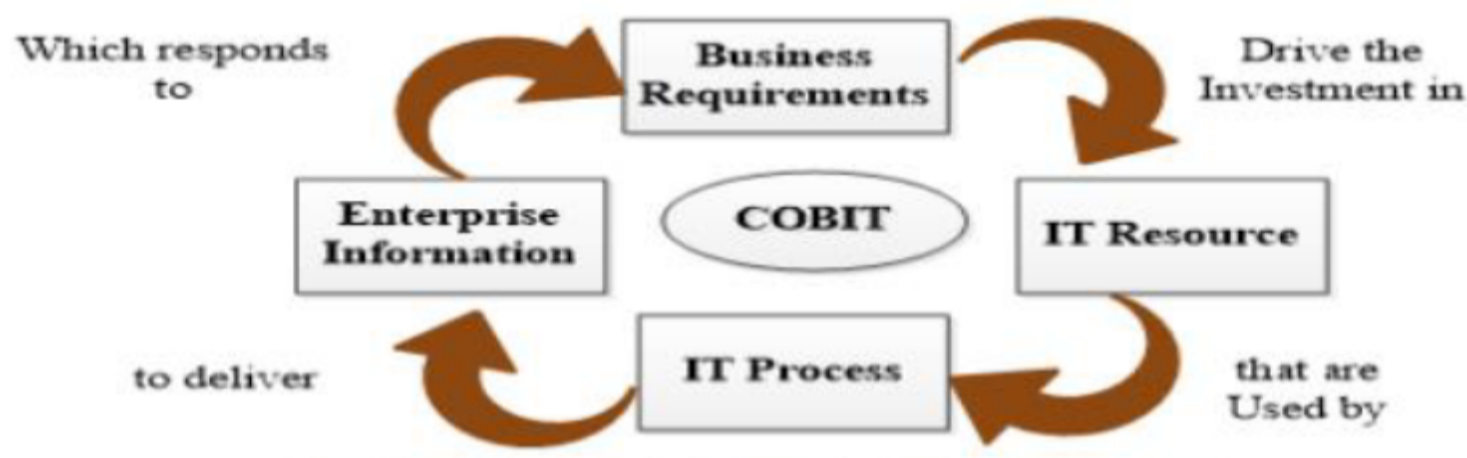 Which responds
to
Business
Requirements
Drive the
Investment in
Enterprise
Information
COBIT
IT Resource
to deliver
IT Process
that are
Used by